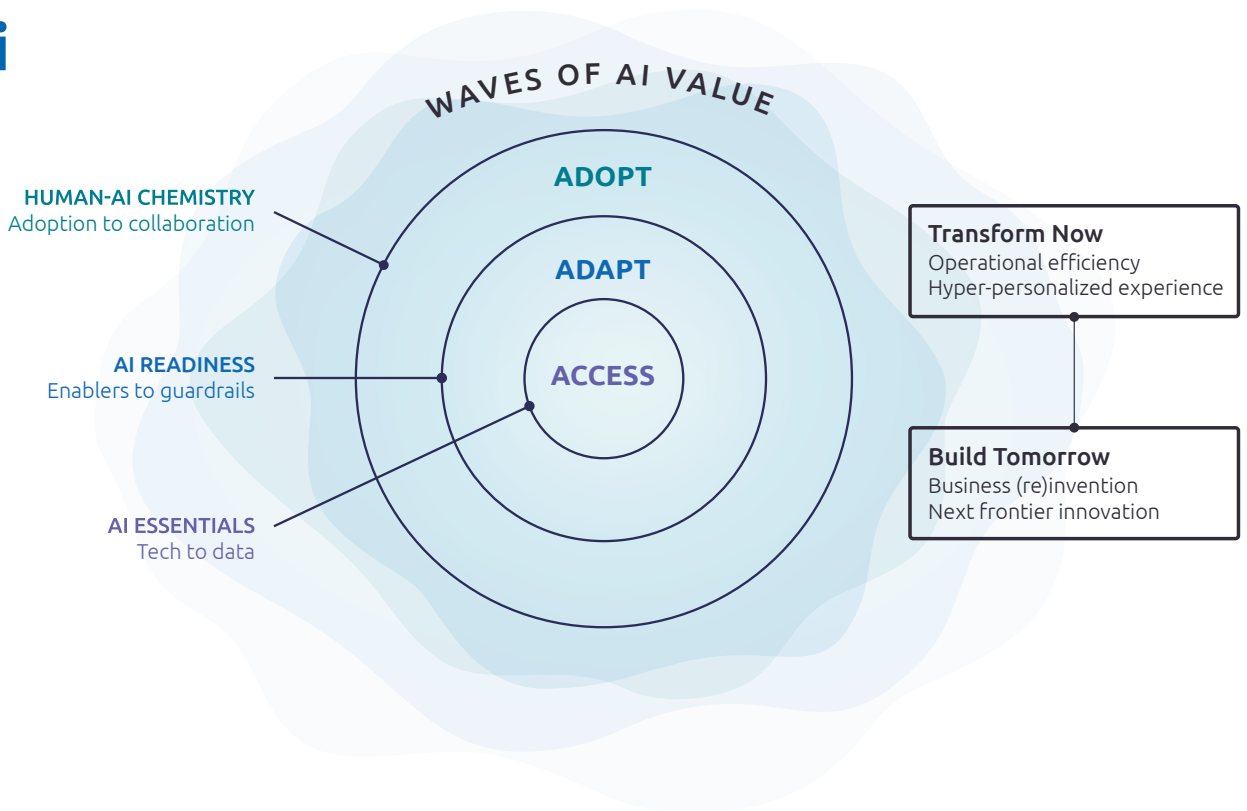 i
WAVES OF AI VALUE
ADOPT
ADAPT
ACCESS
HUMAN-AI CHEMISTRY
Adoption to collaboration
AI READINESS
Enablers to guardrails
AI ESSENTIALS
Tech to data
Transform Now
Operational efficiency
Hyper-personalized experience
Build Tomorrow
Business (re)invention
Next frontier innovation